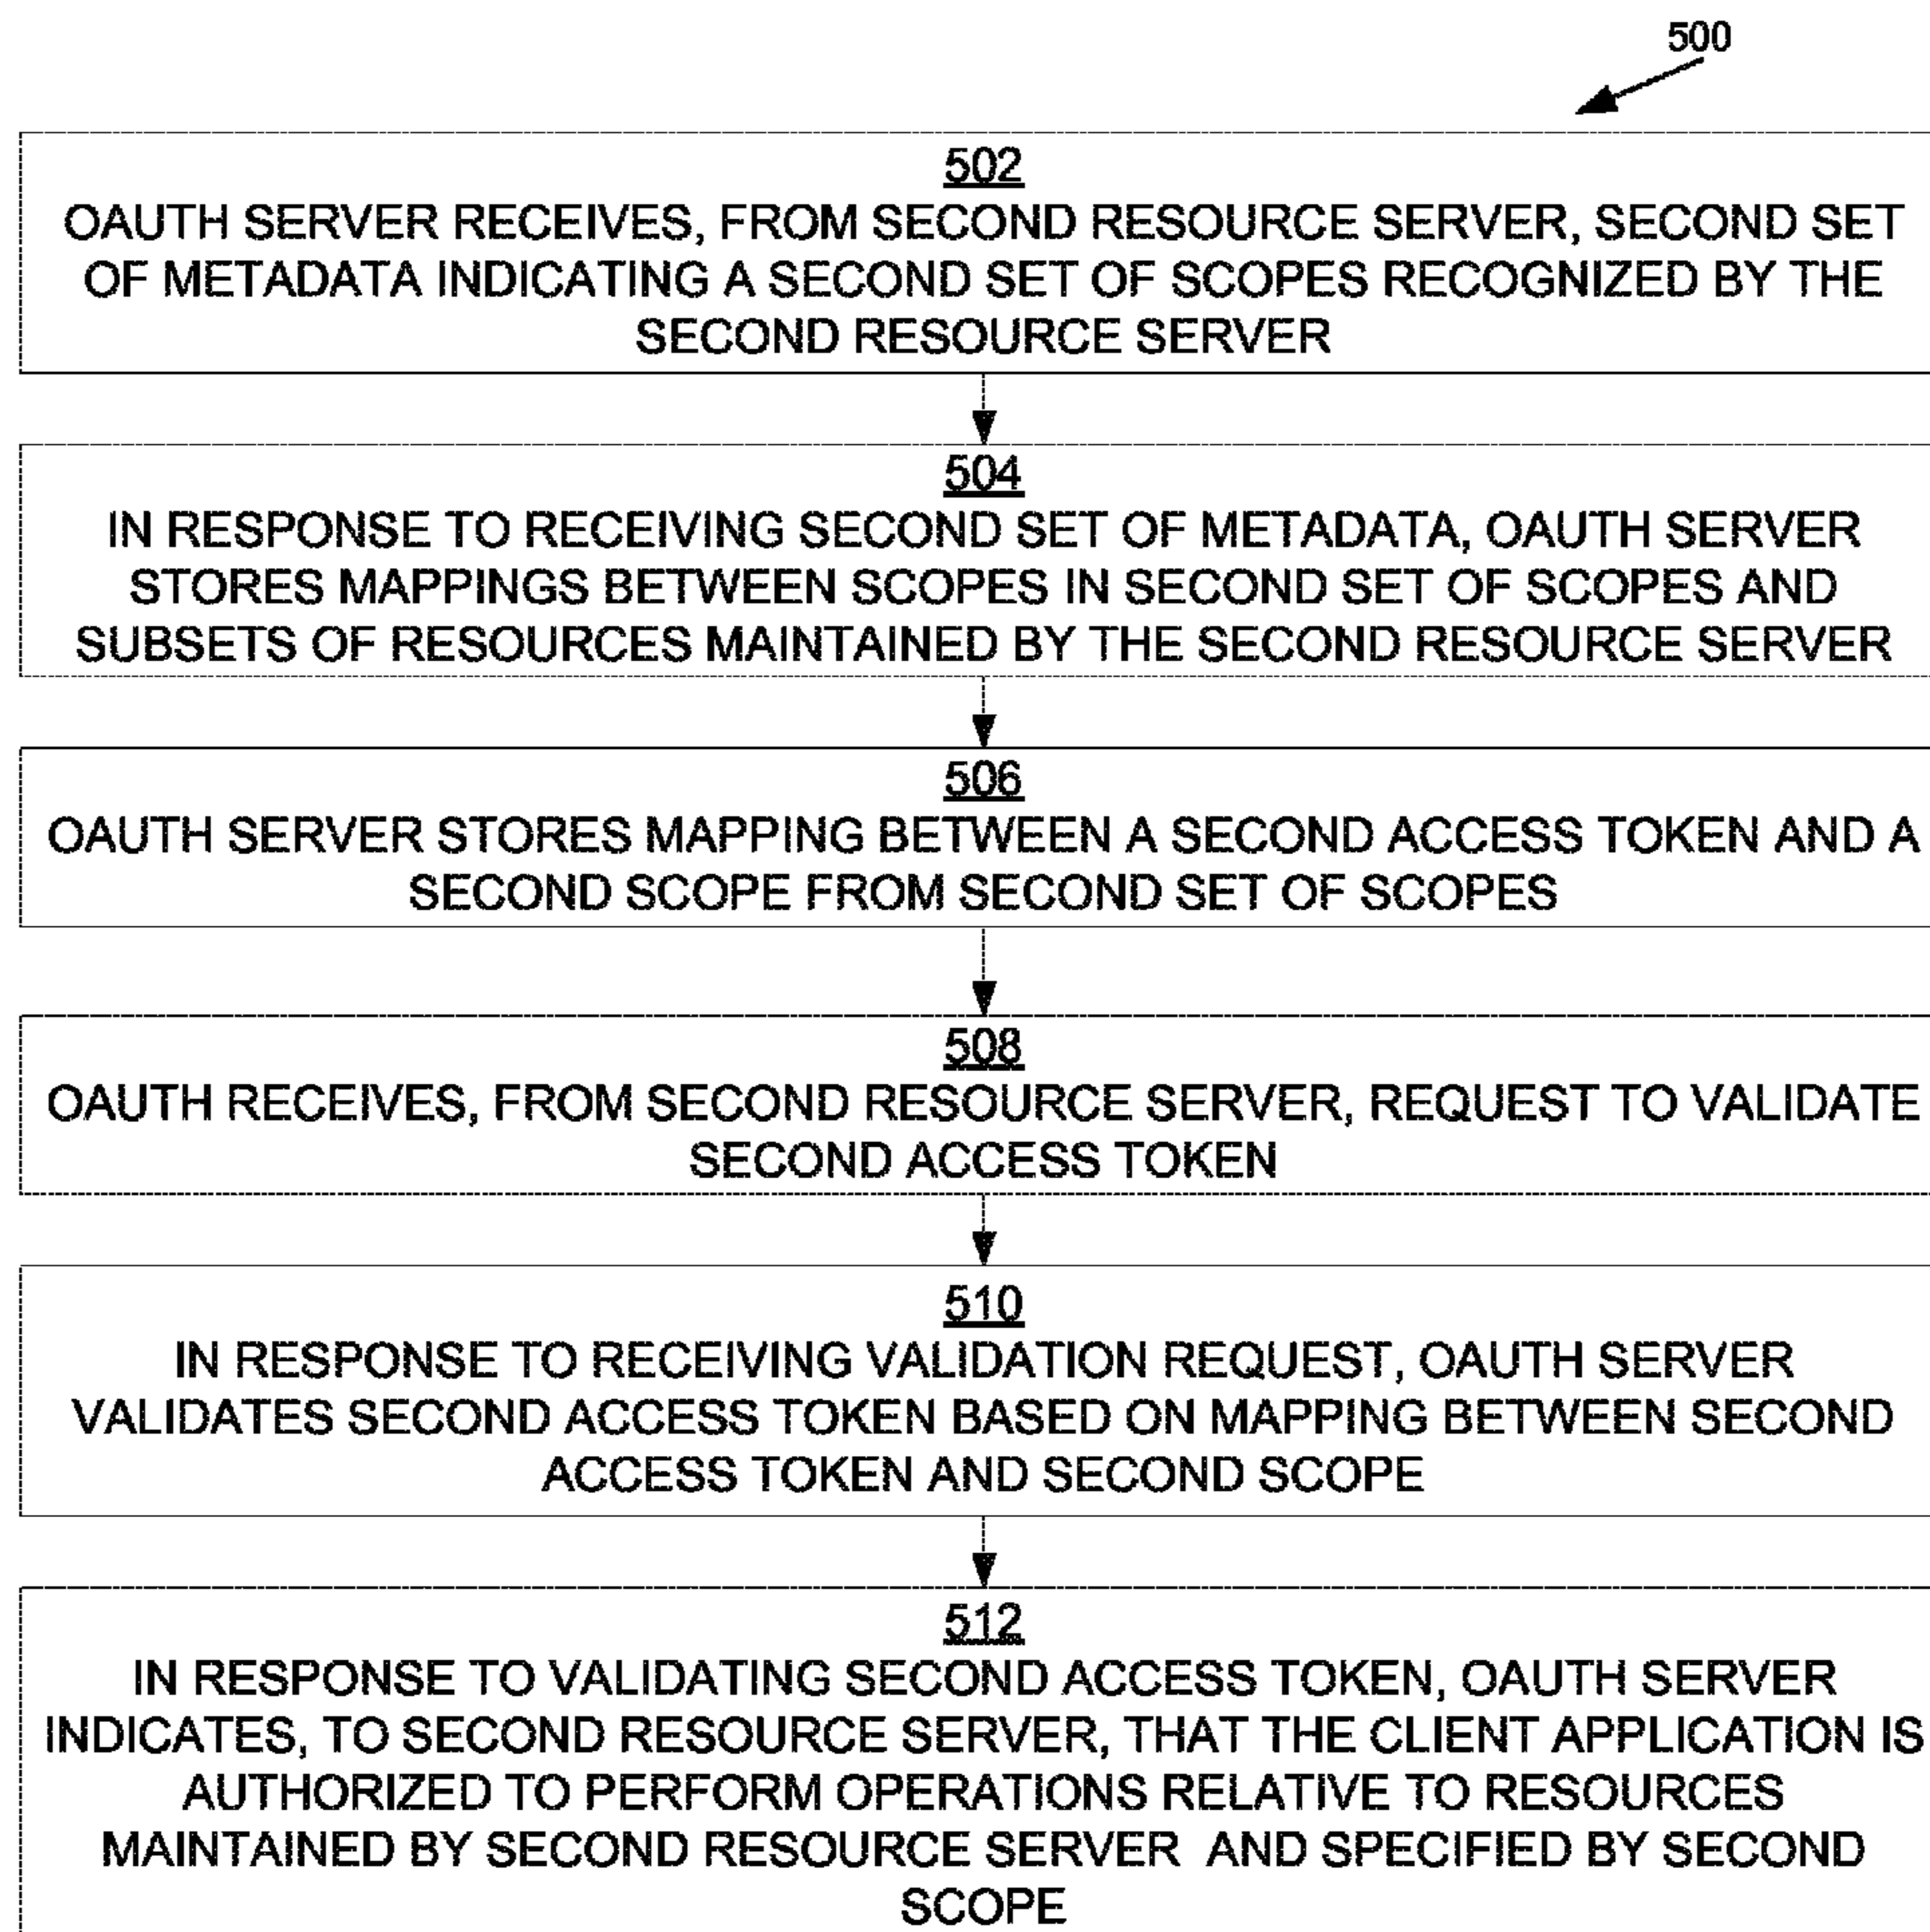 500
502
OAUTH SERVER RECEIVES, FROM SECOND RESOURCE SERVER, SECOND SET
OF METADATA INDICATING A SECOND SET OF SCOPES RECOGNIZED BY THE
SECOND RESOURCE SERVER
504
IN RESPONSE TO RECEIVING SECOND SET OF METADATA, OAUTH SERVER
STORES MAPPINGS BETWEEN SCOPES IN SECOND SET OF SCOPES AND
SUBSETS OF RESOURCES MAINTAINED BY THE SECOND RESOURCE SERVER
506
OAUTH SERVER STORES MAPPING BETWEEN A SECOND ACCESS TOKEN AND A
SECOND SCOPE FROM SECOND SET OF SCOPES
508
OAUTH RECEIVES, FROM SECOND RESOURCE SERVER, REQUEST TO VALIDATE
SECOND ACCESS TOKEN
510
IN RESPONSE TO RECEIVING VALIDATION REQUEST, OAUTH SERVER
VALIDATES SECOND ACCESS TOKEN BASED ON MAPPING BETWEEN SECOND
ACCESS TOKEN AND SECOND SCOPE
512
IN RESPONSE TO VALIDATING SECOND ACCESS TOKEN, OAUTH SERVER
INDICATES, TO SECOND RESOURCE SERVER, THAT THE CLIENT APPLICATION IS
AUTHORIZED TO PERFORM OPERATIONS RELATIVE TO RESOURCES
MAINTAINED BY SECOND RESOURCE SERVER AND SPECIFIED BY SECOND
SCOPE